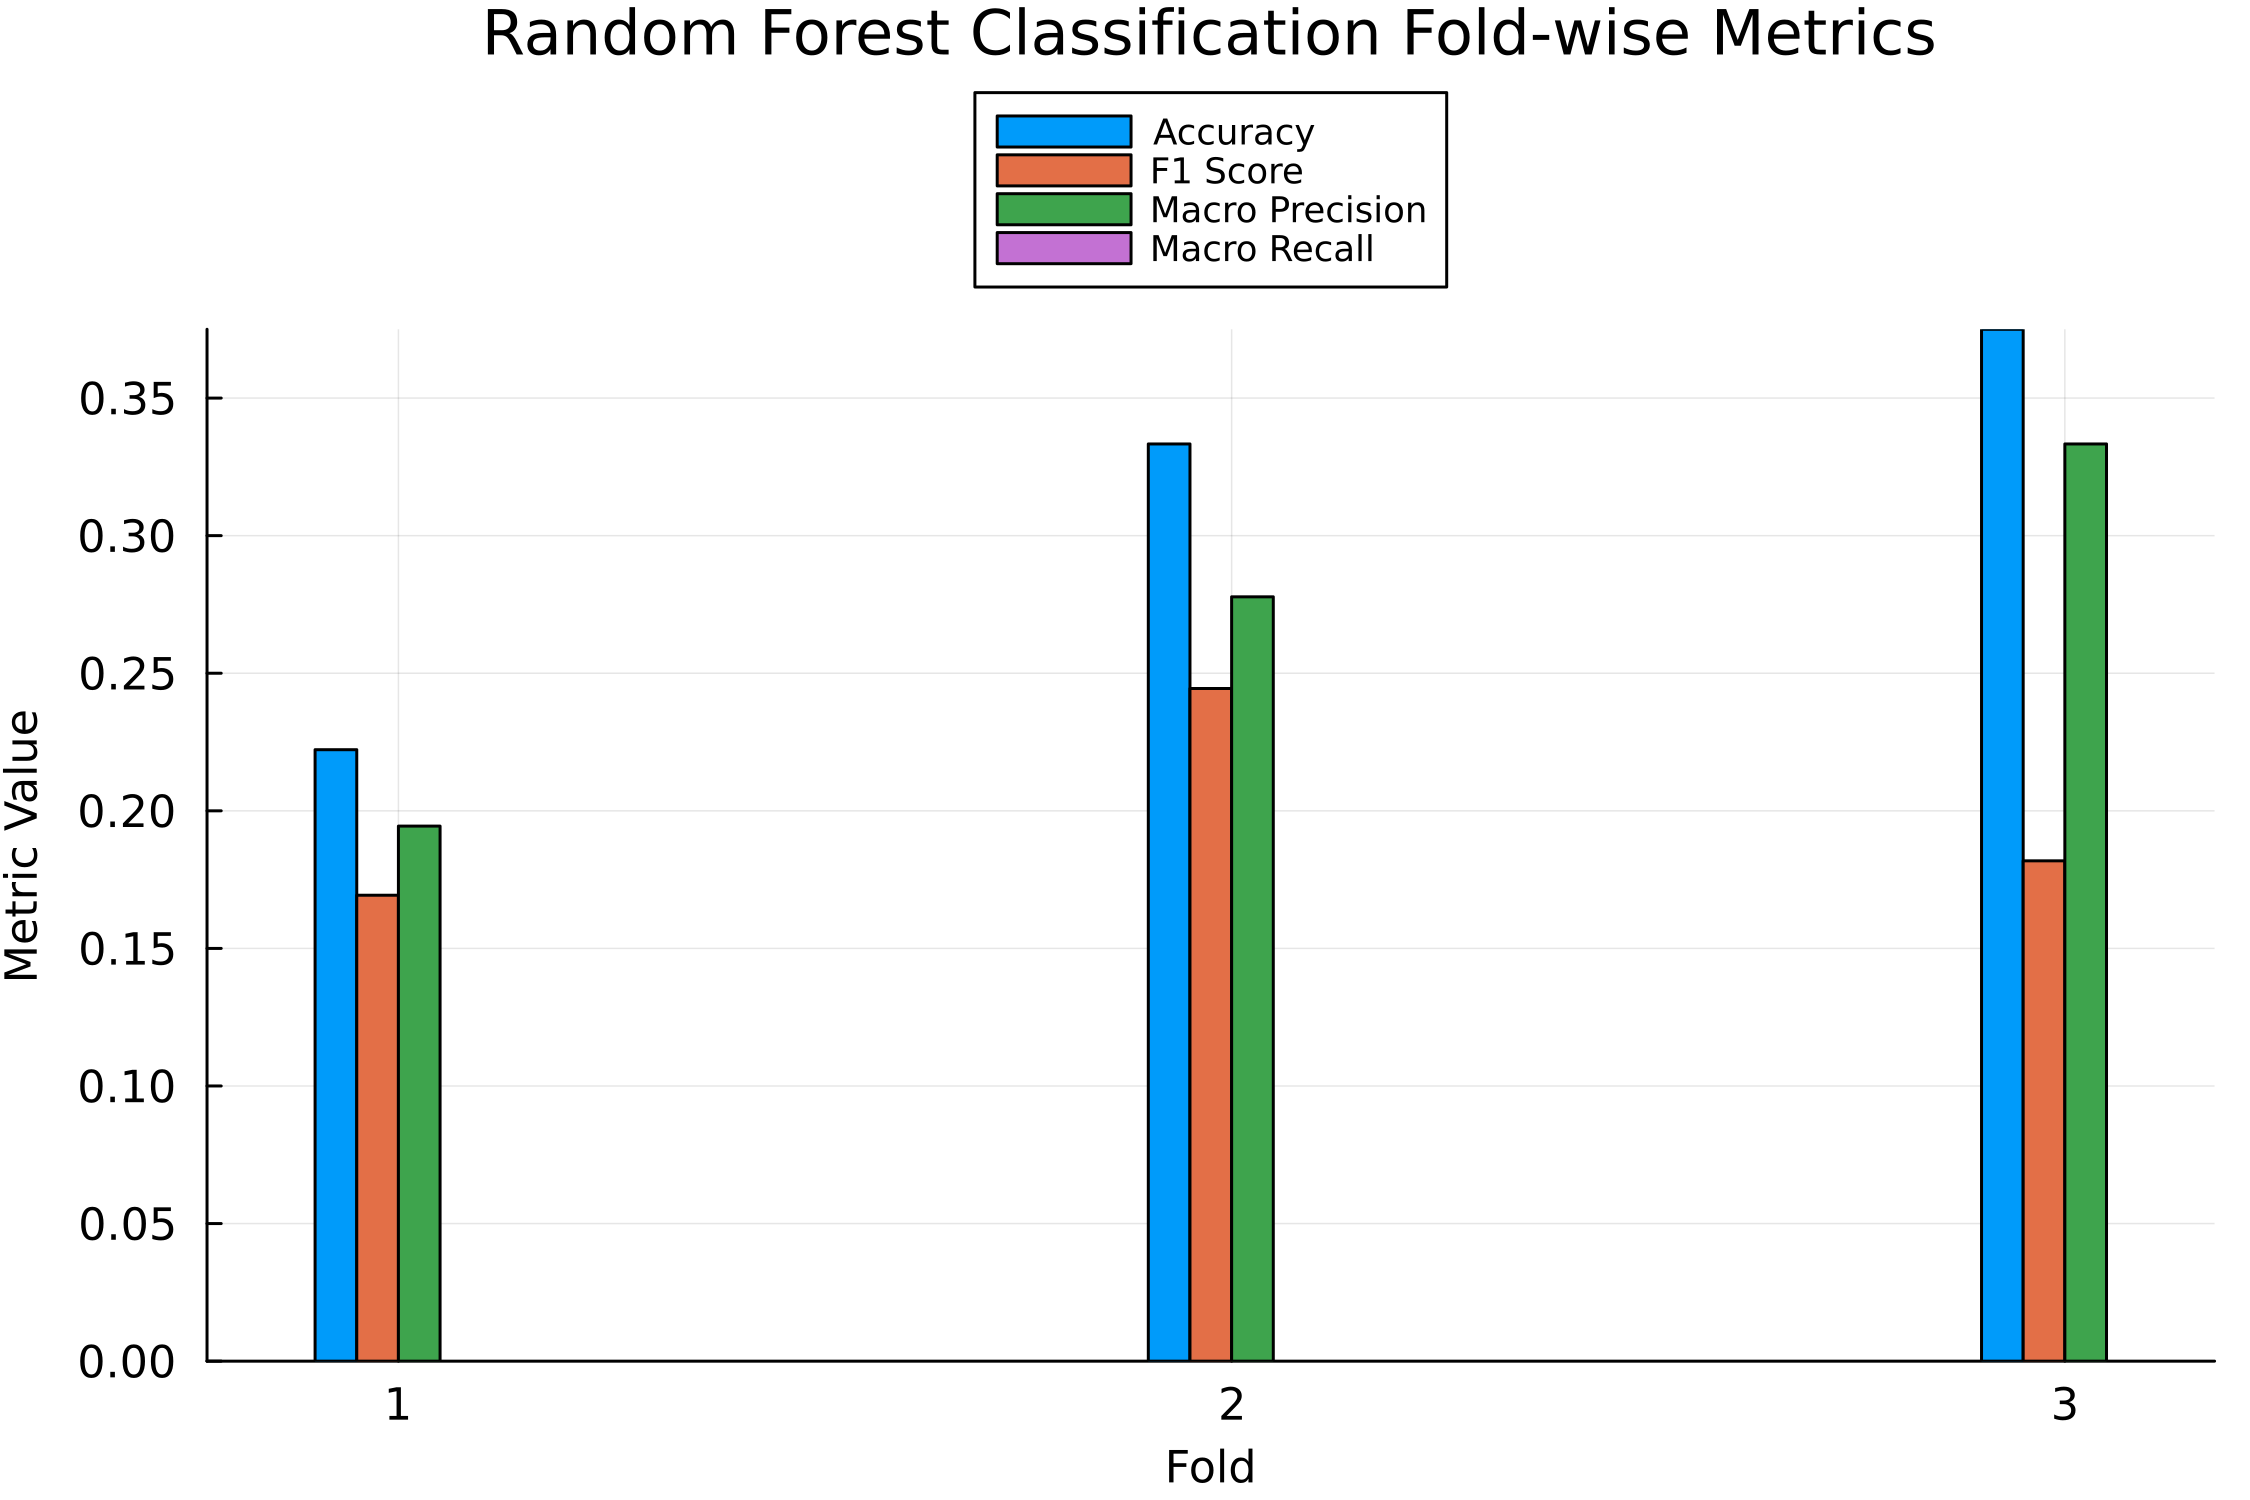 Random Forest Classification Fold-wise Metrics
Accuracy
F1 Score
Macro Precision
Macro Recall
0.35
0.30
0.25
0.20
0.15
0.10
0.05
0.00
Metric Value
1 2 3
Fold